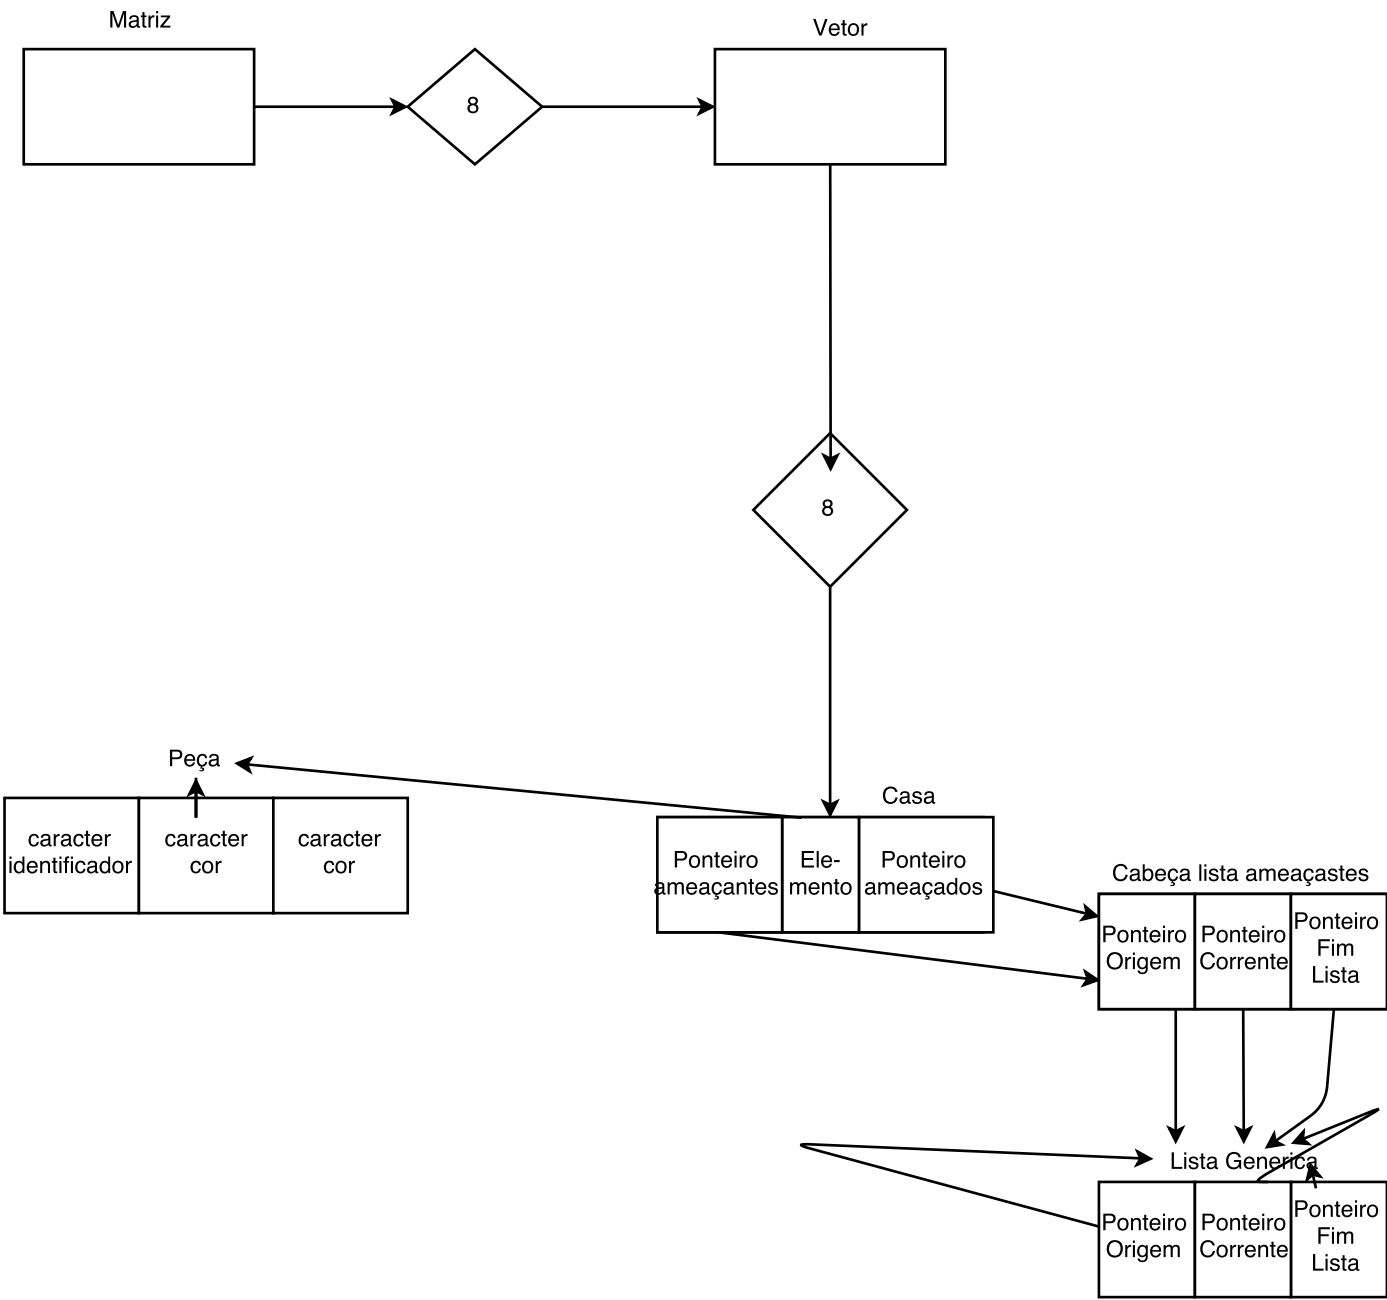 Matriz
Vetor
8
8
Peça
caracter
identificador
caracter
cor
caracter
cor
Casa
Ponteiro
ameaçantes
Ele-
mento
Ponteiro
ameaçados
Cabeça lista ameaçastes
Ponteiro
Origem
Ponteiro
Corrente
Ponteiro
Fim
Lista
Lista Generica
Ponteiro
Origem
Ponteiro
Corrente
Ponteiro
Fim
Lista